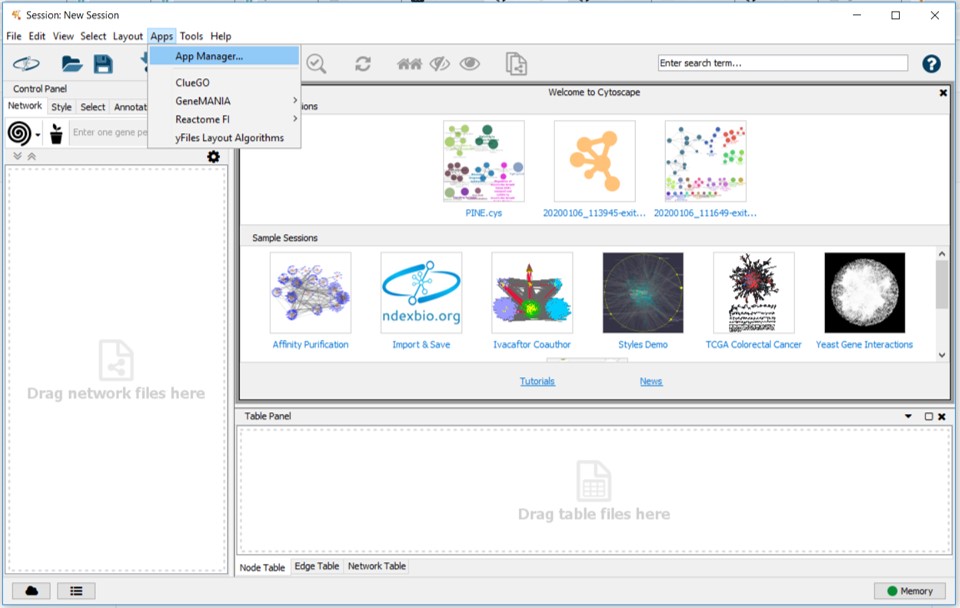 Session: New Session
File Edit View Select Layout Apps Tools Help
App Manager...
ClueGO
GeneMANIA
Reactome FI
yFiles Layout Algorithms
Enter search term...
Control Panel
Network Style Select Annotat
Enter one gene pe
Drag network files here
Welcome to Cytoscape
ions
PINE.cys
20200106_113945-exit...
20200106_111649-exit...
Sample Sessions
ndexbio.org
Affinity Purification
Import & Save
Ivacaftor Coauthor
Styles Demo
TCGA Colorectal Cancer
Yeast Gene Interactions
Tutorials
News
Table Panel
Drag table files here
Node Table Edge Table Network Table
Memory